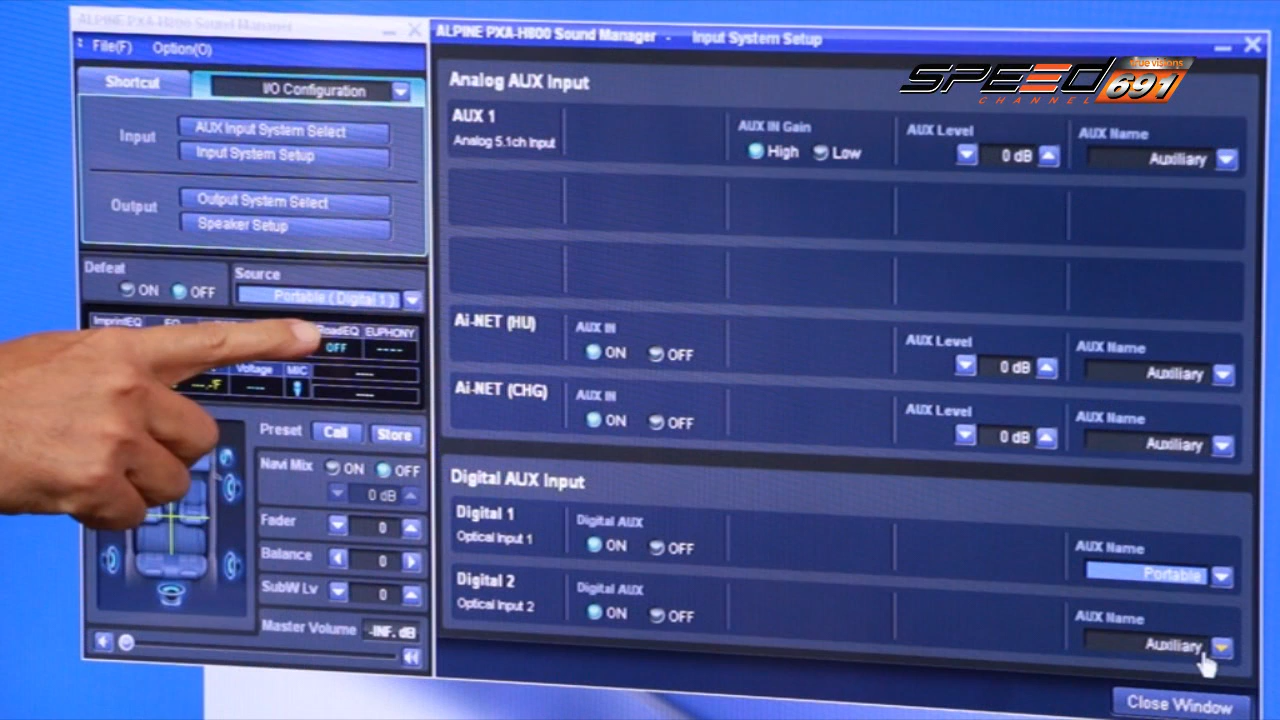 ALPINE PXA-H800 Sound Manager
File(F) Option(O)
Shortcut
I/O Configuration
Input
AUX Input System Select
Input System Setup
Output
Output System Select
Speaker Setup
Defeat
ON OFF
Source
Portable ( Digital 1 )
ImprintEQ
RoadEQ EUPHONY
OFF ----
Voltage MIC
--- ----
----
Preset Call Store
Navi Mix ON OFF
0 dB
Fader 0
Balance 0
SubW Lv 0
Master Volume -INF. dB
ALPINE PXA-H800 Sound Manager - Input System Setup
true visions
SPEED 691
CHANNEL
Analog AUX Input
AUX 1
Analog 5.1ch Input
AUX IN Gain
High Low
AUX Level
0 dB
AUX Name
Auxiliary
Ai-NET (HU)
AUX IN
ON OFF
AUX Level
0 dB
AUX Name
Auxiliary
Ai-NET (CHG)
AUX IN
ON OFF
AUX Level
0 dB
AUX Name
Auxiliary
Digital AUX Input
Digital 1
Optical Input 1
Digital AUX
ON OFF
AUX Name
Portable
Digital 2
Optical Input 2
Digital AUX
ON OFF
AUX Name
Auxiliary
Close Window